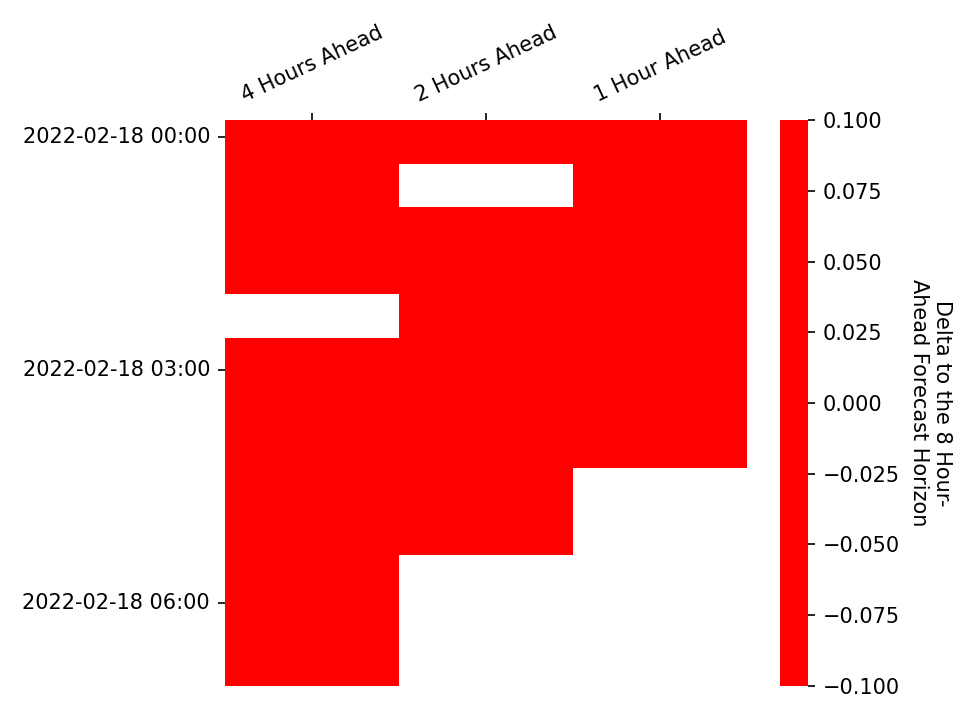 4 Hours Ahead
2 Hours Ahead
1 Hour Ahead
2022-02-18 00:00
2022-02-18 03:00
2022-02-18 06:00
0.100
0.075
0.050
0.025
0.000
−0.025
−0.050
−0.075
−0.100
Delta to the 8 Hour-
Ahead Forecast Horizon